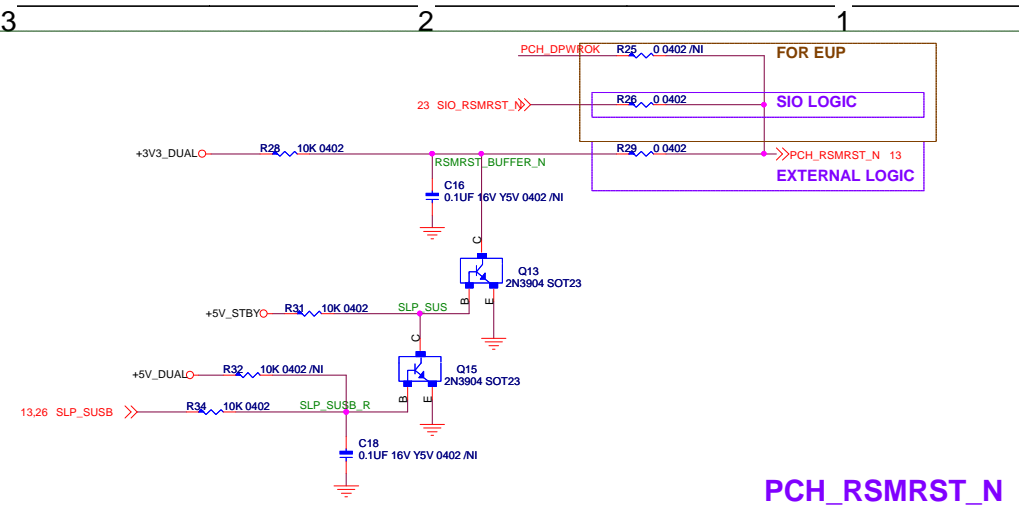 3 2 1
PCH_DPWROK R25 0 0402 /NI FOR EUP
23 SIO_RSMRST_N R26 0 0402 SIO LOGIC
+3V3_DUAL R28 10K 0402 R29 0 0402 PCH_RSMRST_N 13
RSMRST_BUFFER_N
EXTERNAL LOGIC
C16
0.1UF 16V Y5V 0402 /NI
C
Q13
2N3904 SOT23
B E
+5V_STBY R31 10K 0402 SLP_SUS
C
Q15
2N3904 SOT23
+5V_DUAL R32 10K 0402 /NI
B E
13,26 SLP_SUSB R34 10K 0402 SLP_SUSB_R
C18
0.1UF 16V Y5V 0402 /NI
PCH_RSMRST_N